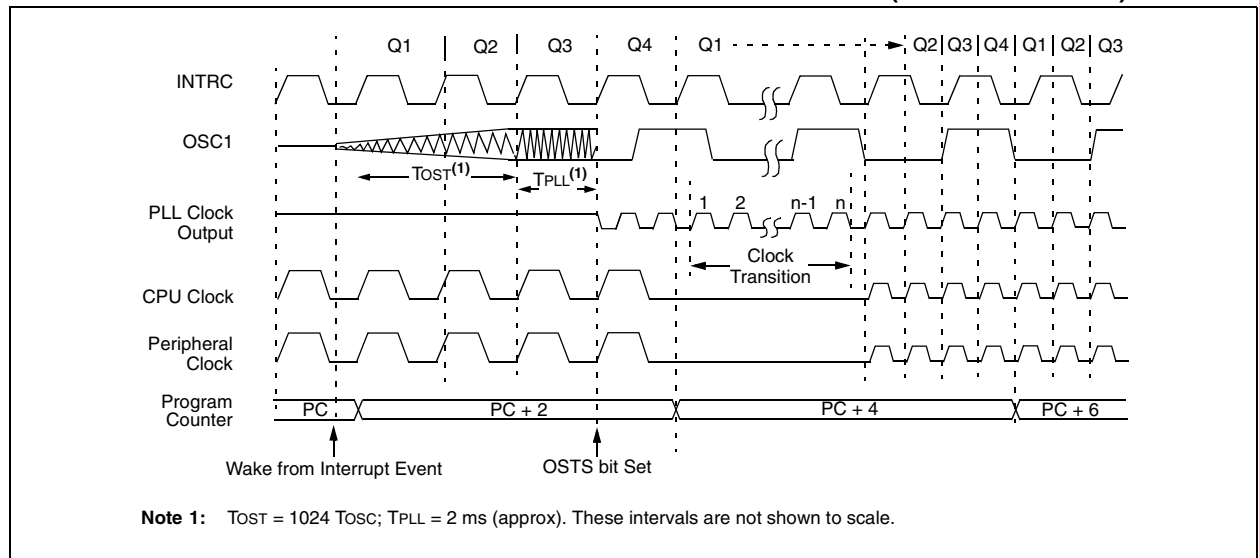 Q1 Q2 Q3 Q4 Q1 Q2 Q3 Q4 Q1 Q2 Q3
INTRC
OSC1
TOST(1)
TPLL(1)
PLL Clock
Output
1 2 n-1 n
Clock
Transition
CPU Clock
Peripheral
Clock
Program
Counter
PC PC + 2 PC + 4 PC + 6
Wake from Interrupt Event OSTS bit Set
Note 1: TOST = 1024 TOSC; TPLL = 2 ms (approx). These intervals are not shown to scale.